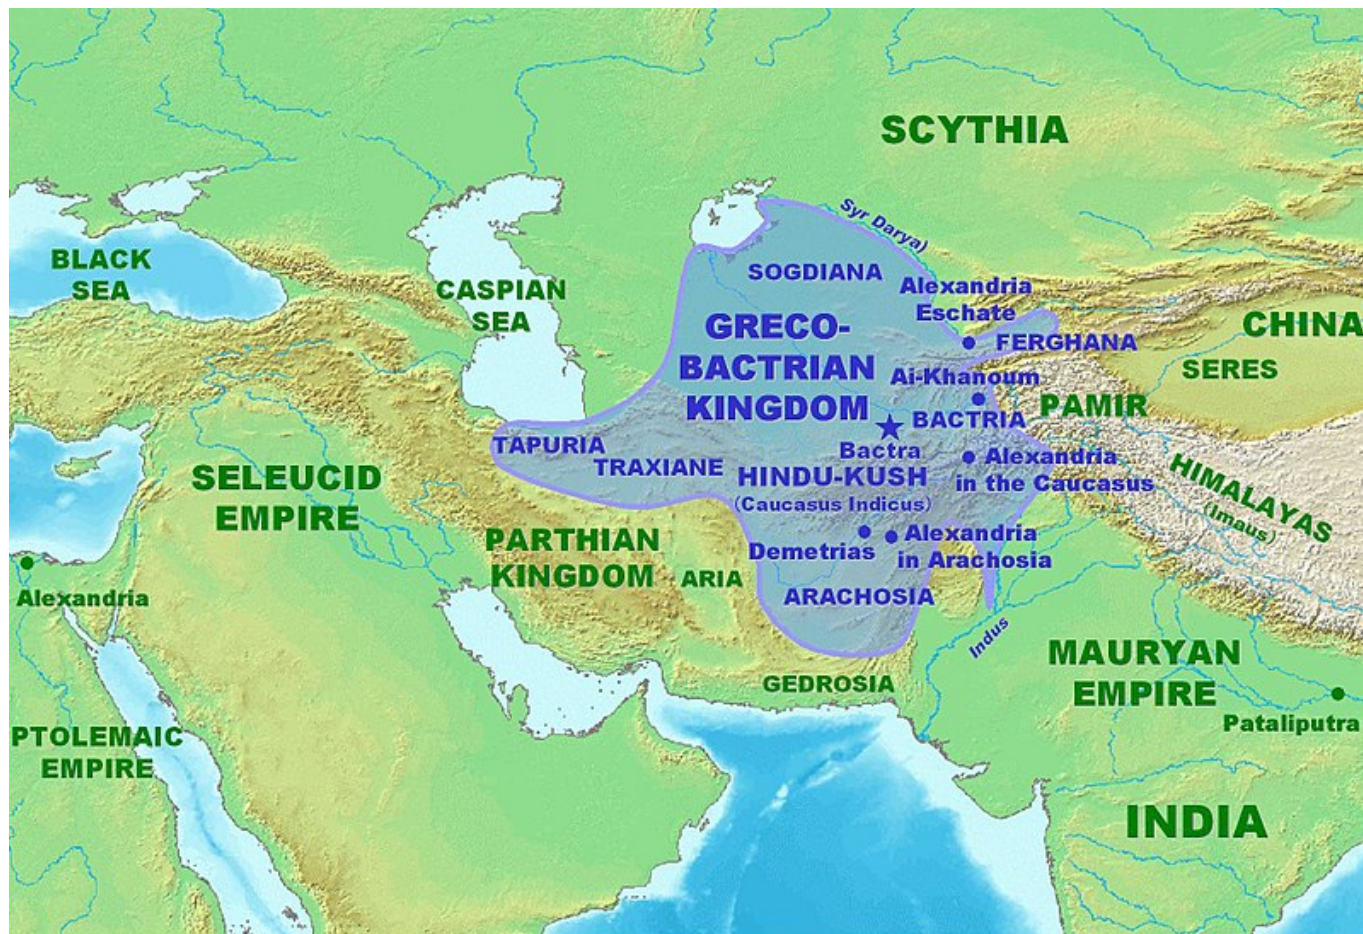 SCYTHIA
Syr Darya)
BLACK
SEA
CASPIAN
SEA
SOGDIANA
Alexandria
Eschate
GRECO-
BACTRIAN
KINGDOM
FERGHANA
CHINA
SERES
Ai-Khanoum
BACTRIA
PAMIR
Bactra
TAPURIA
TRAXIANE
HINDU-KUSH
(Caucasus Indicus)
Alexandria
in the Caucasus
HIMALAYAS
(Imaus)
SELEUCID
EMPIRE
PARTHIAN
KINGDOM
ARIA
Demetrias
Alexandria
in Arachosia
ARACHOSIA
Alexandria
Indus
MAURYAN
EMPIRE
GEDROSIA
Pataliputra
PTOLEMAIC
EMPIRE
INDIA